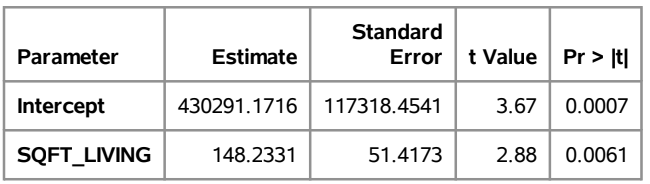 Parameter Estimate Standard Error t Value Pr > |t|
Intercept 430291.1716 117318.4541 3.67 0.0007
SQFT_LIVING 148.2331 51.4173 2.88 0.0061